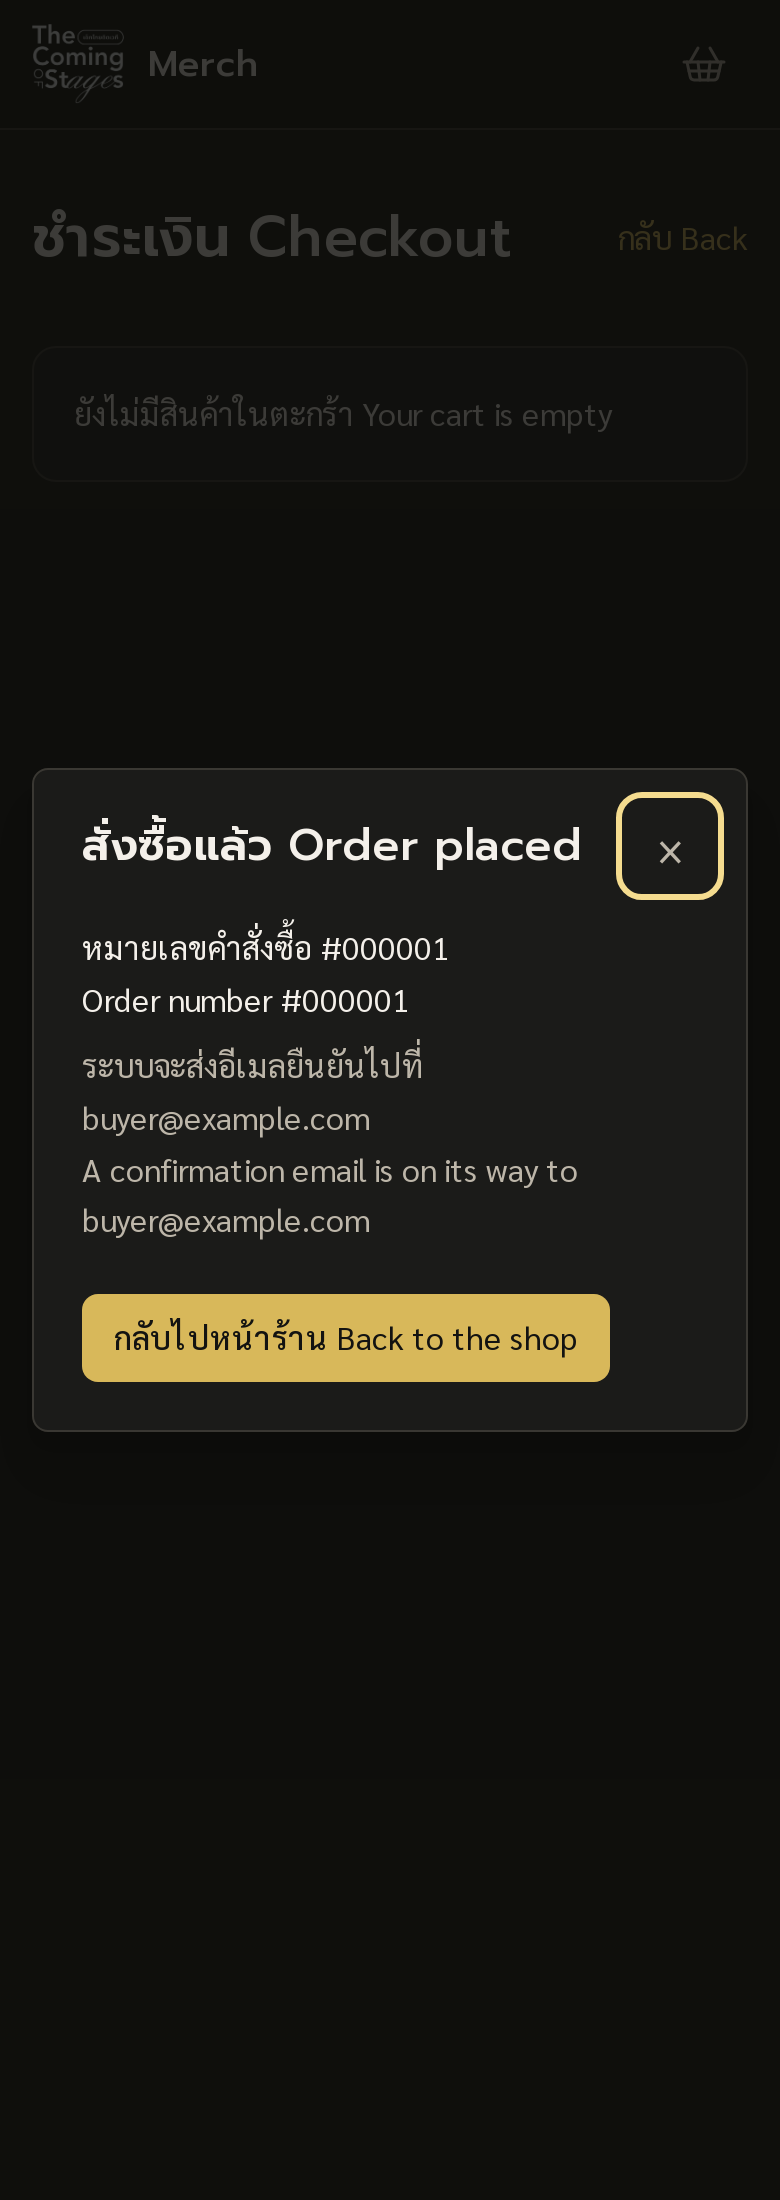 The
Coming
OF Stages
Merch
ชำระเงิน Checkout
กลับ Back
ยังไม่มีสินค้าในตะกร้า Your cart is empty
สั่งซื้อแล้ว Order placed
×
หมายเลขคำสั่งซื้อ #000001
Order number #000001
ระบบจะส่งอีเมลยืนยันไปที่
buyer@example.com
A confirmation email is on its way to
buyer@example.com
กลับไปหน้าร้าน Back to the shop